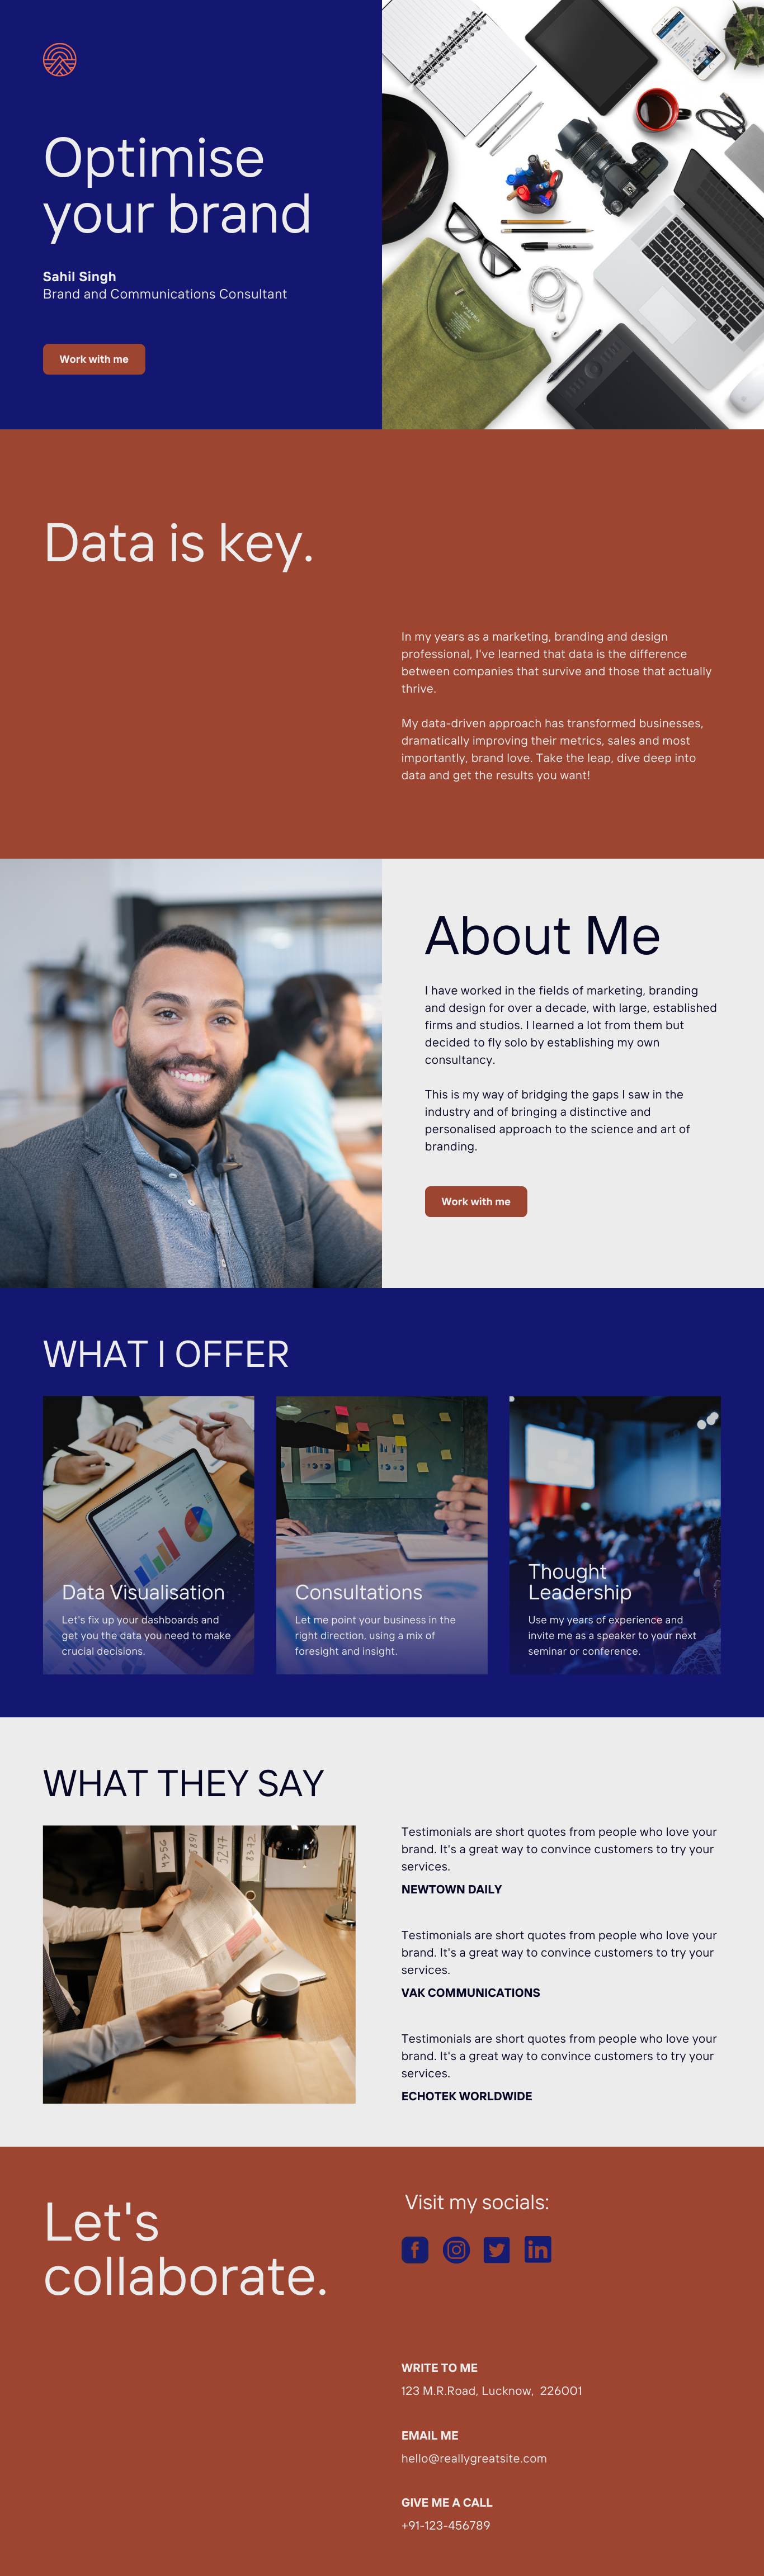 Optimise
your brand
Sahil Singh
Brand and Communications Consultant
Work with me
Data is key.
In my years as a marketing, branding and design
professional, I've learned that data is the difference
between companies that survive and those that actually
thrive.
My data-driven approach has transformed businesses,
dramatically improving their metrics, sales and most
importantly, brand love. Take the leap, dive deep into
data and get the results you want!
About Me
I have worked in the fields of marketing, branding
and design for over a decade, with large, established
firms and studios. I learned a lot from them but
decided to fly solo by establishing my own
consultancy.
This is my way of bridging the gaps I saw in the
industry and of bringing a distinctive and
personalised approach to the science and art of
branding.
Work with me
WHAT I OFFER
Data Visualisation
Let's fix up your dashboards and
get you the data you need to make
crucial decisions.
Consultations
Let me point your business in the
right direction, using a mix of
foresight and insight.
Thought
Leadership
Use my years of experience and
invite me as a speaker to your next
seminar or conference.
WHAT THEY SAY
5247
8372
Testimonials are short quotes from people who love your
brand. It's a great way to convince customers to try your
services.
NEWTOWN DAILY
Testimonials are short quotes from people who love your
brand. It's a great way to convince customers to try your
services.
VAK COMMUNICATIONS
Testimonials are short quotes from people who love your
brand. It's a great way to convince customers to try your
services.
ECHOTEK WORLDWIDE
Let's
collaborate.
Visit my socials:
WRITE TO ME
123 M.R.Road, Lucknow,  226001
EMAIL ME
hello@reallygreatsite.com
GIVE ME A CALL
+91-123-456789